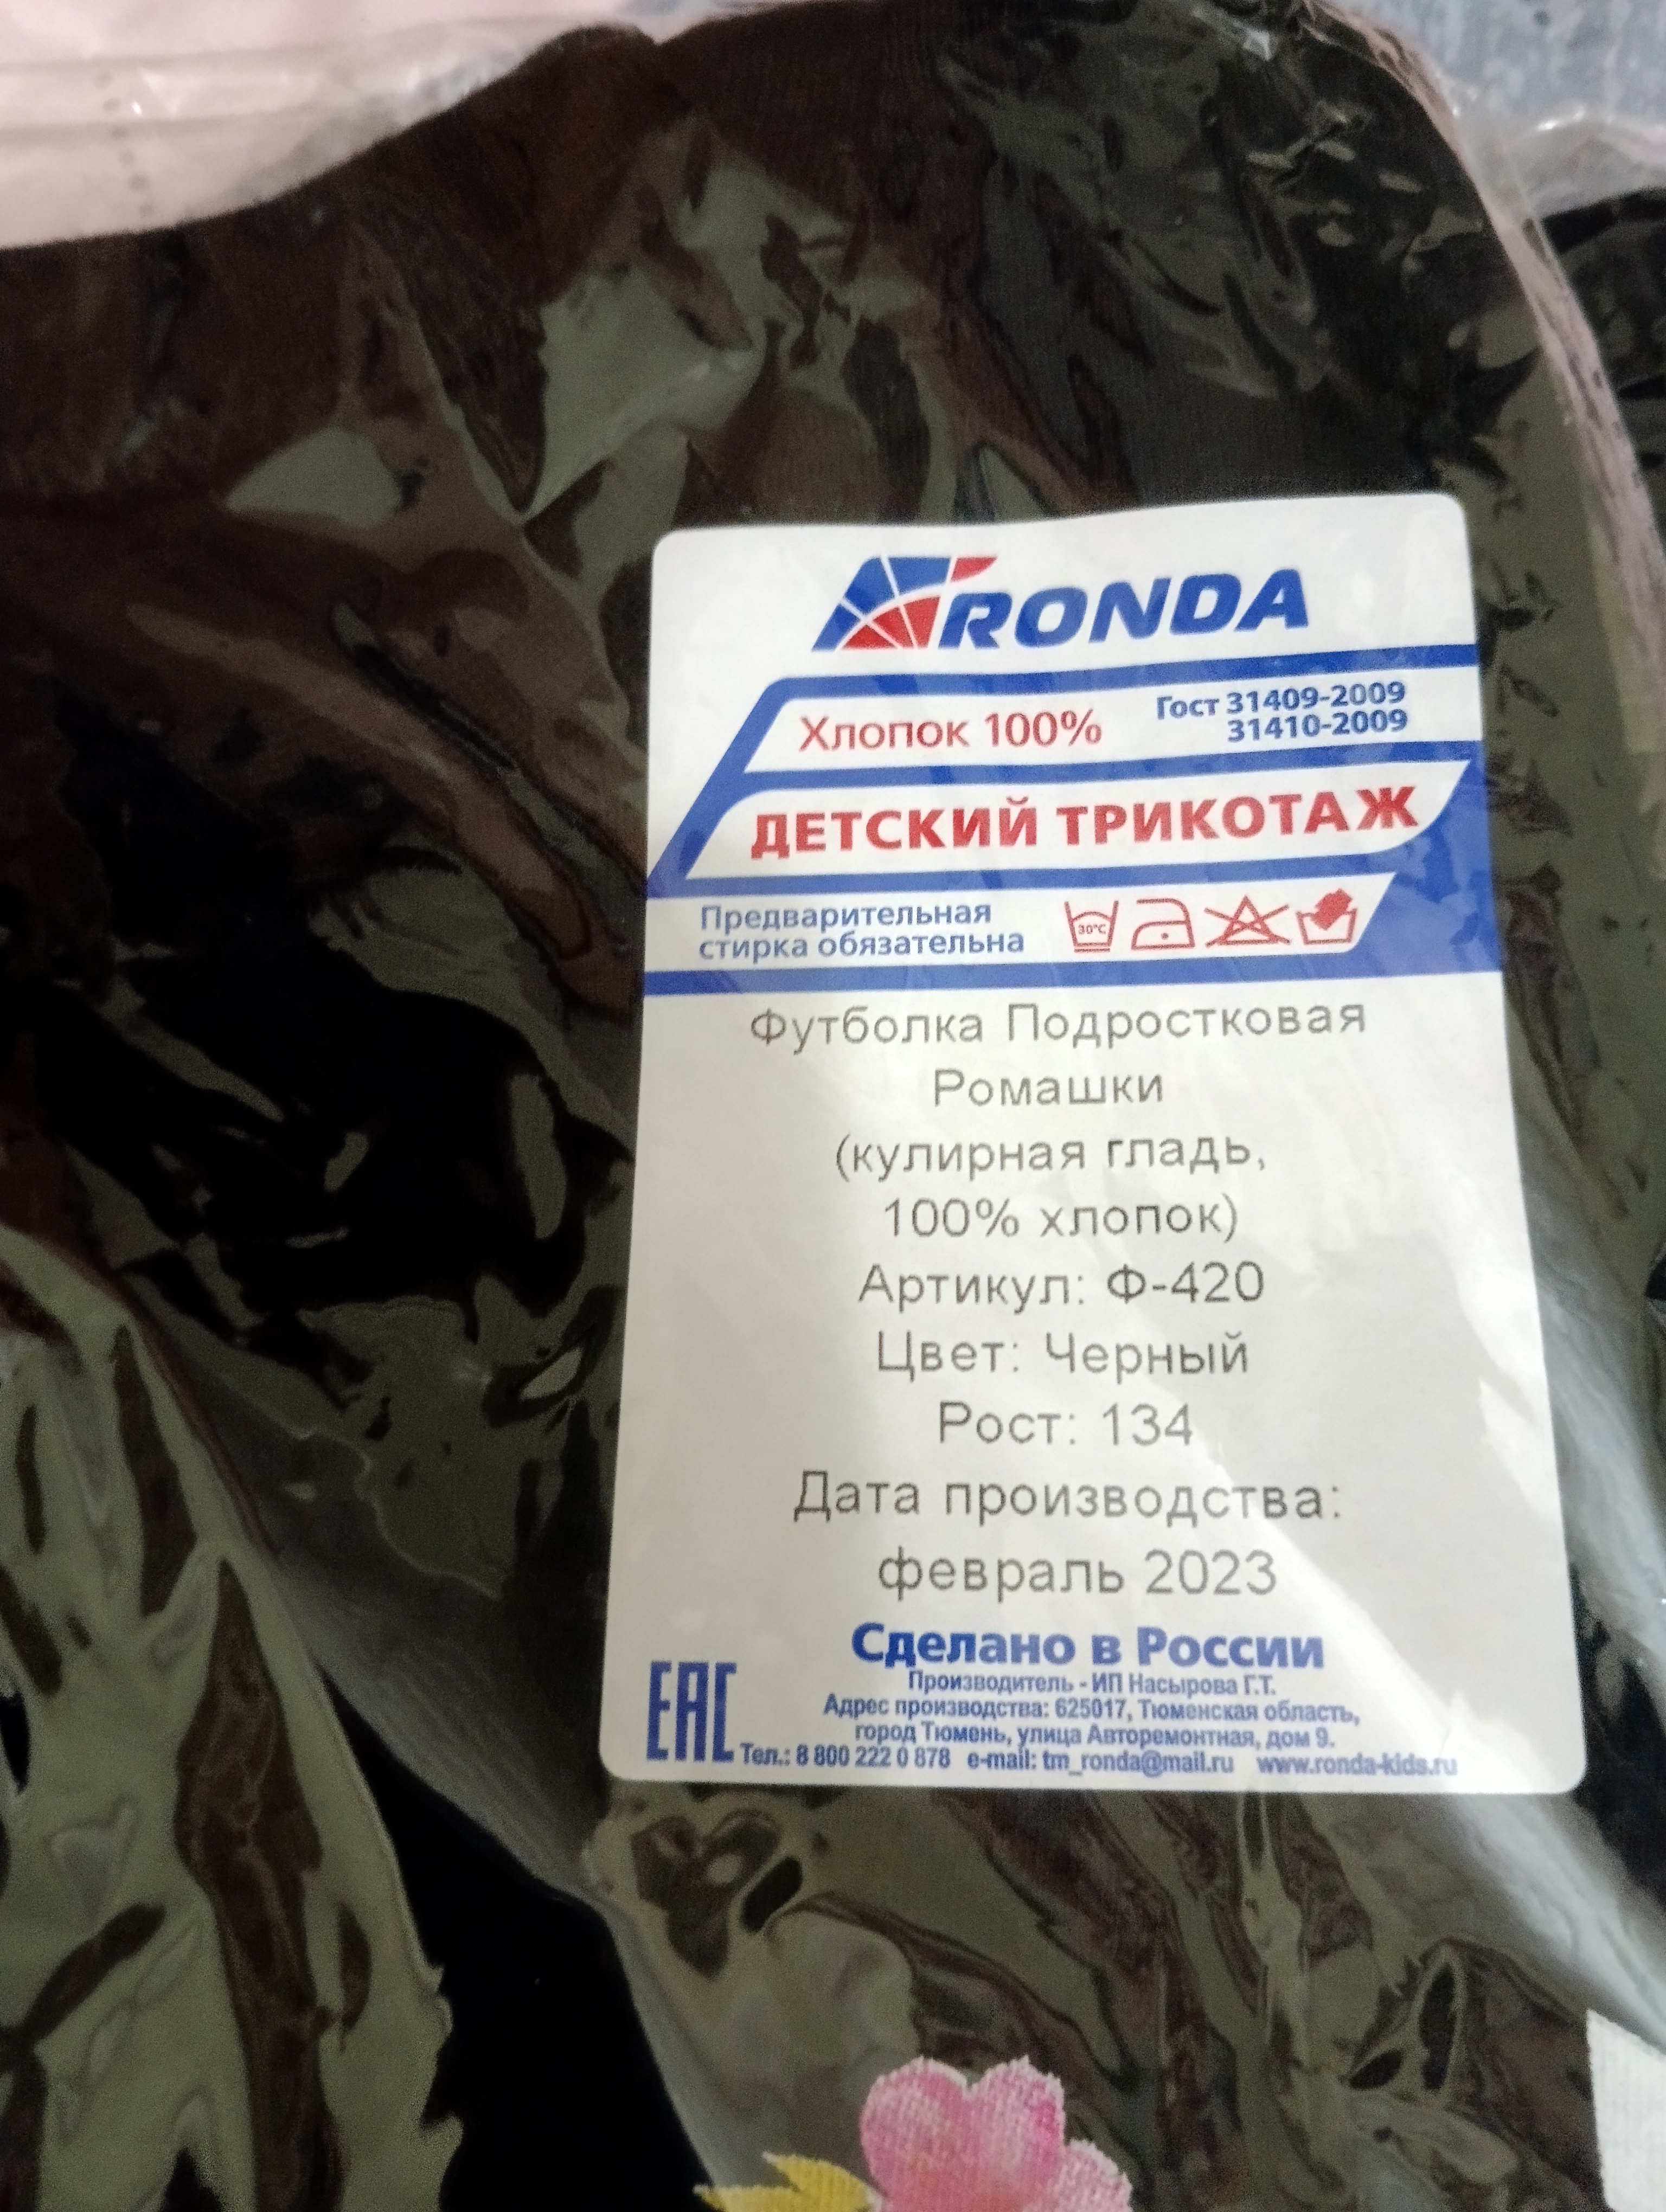 RONDA
Хлопок 100%
Гост 31409-2009
31410-2009
ДЕТСКИЙ ТРИКОТАЖ
Предварительная
стирка обязательна
30°C
Футболка Подростковая
Ромашки
(кулирная гладь,
100% хлопок)
Артикул: Ф-420
Цвет: Черный
Рост: 134
Дата производства:
февраль 2023
Сделано в России
Производитель - ИП Насырова Г.Т.
Адрес производства: 625017, Тюменская область,
город Тюмень, улица Авторемонтная, дом 9.
EAC
Тел.: 8 800 222 0 878 e-mail: tm_ronda@mail.ru www.ronda-kids.ru